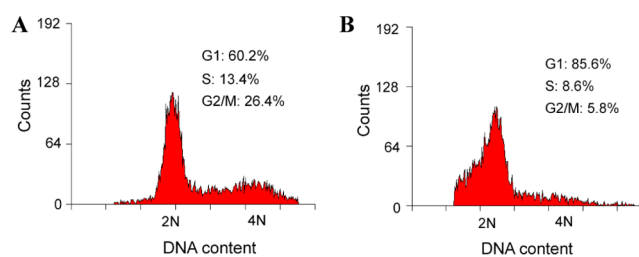 A
192
128
64
0
Counts
G1: 60.2%
S: 13.4%
G2/M: 26.4%
2N
4N
DNA content
B
192
128
64
0
Counts
G1: 85.6%
S: 8.6%
G2/M: 5.8%
2N
4N
DNA content